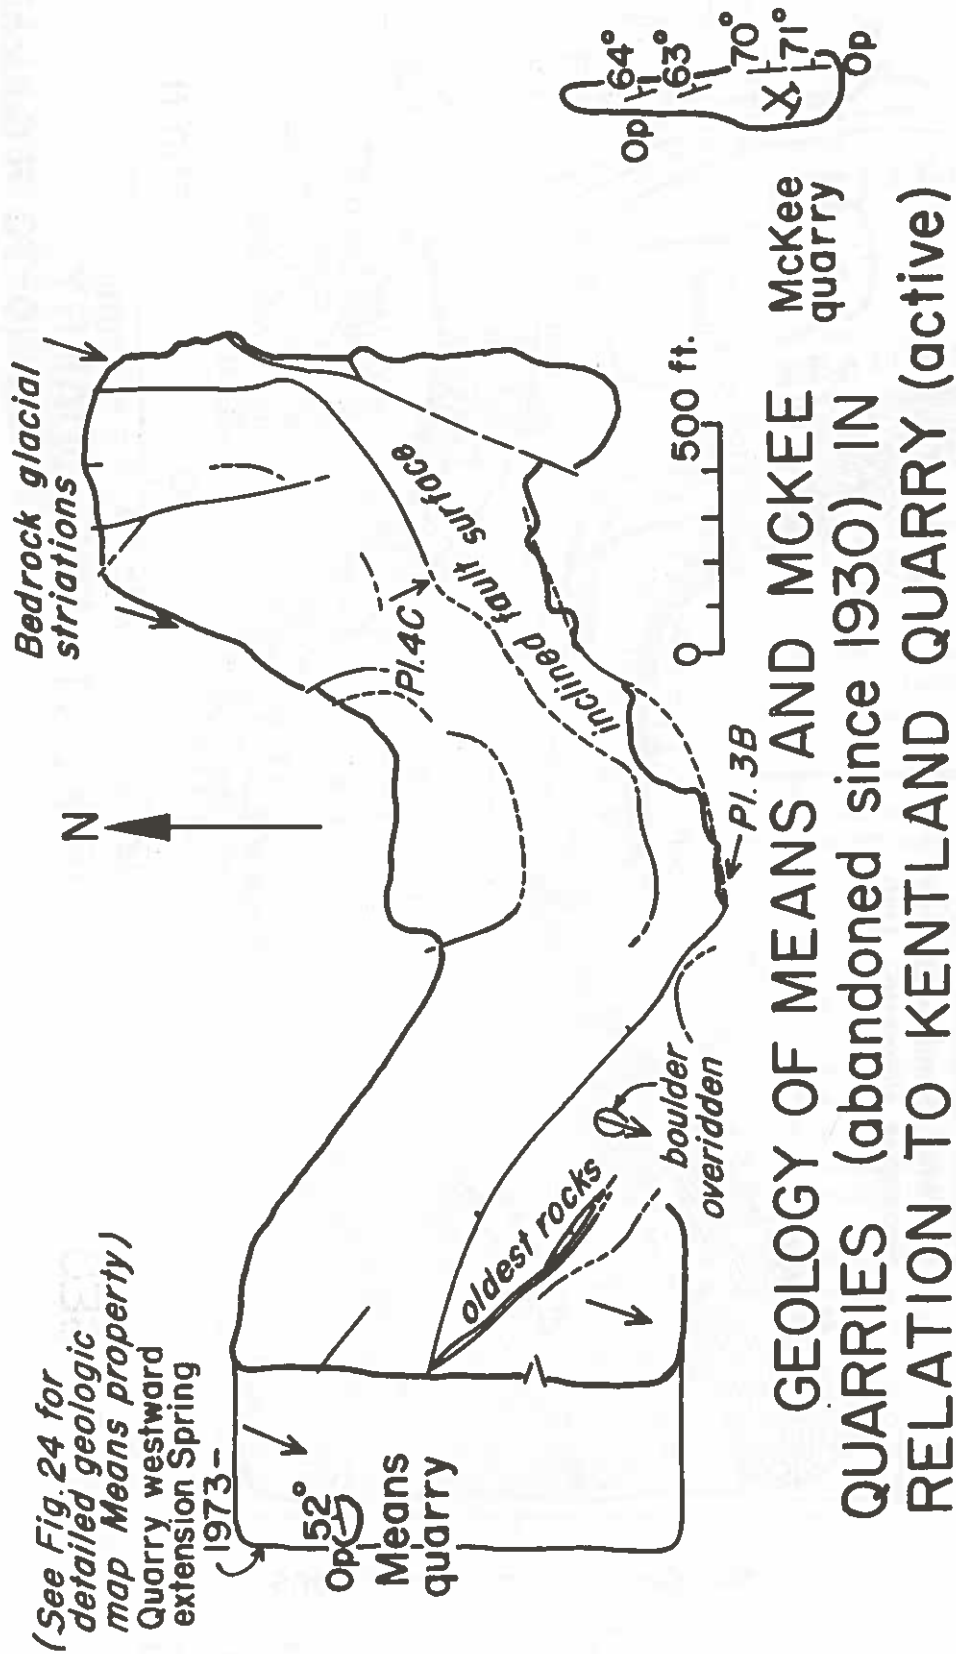 (See Fig. 24 for
detailed geologic
map Means property)
Quarry westward
extension Spring
1973-
Bedrock glacial
striations
N
152°
Op
Means
quarry
oldest rocks
boulder
overidden
Pl. 3B
Pl. 4C
inclined fault surface
0 500 ft.
McKee
quarry
Op
64°
63°
70°
71°
Op
GEOLOGY OF MEANS AND MCKEE
QUARRIES (abandoned since 1930) IN
RELATION TO KENTLAND QUARRY (active)